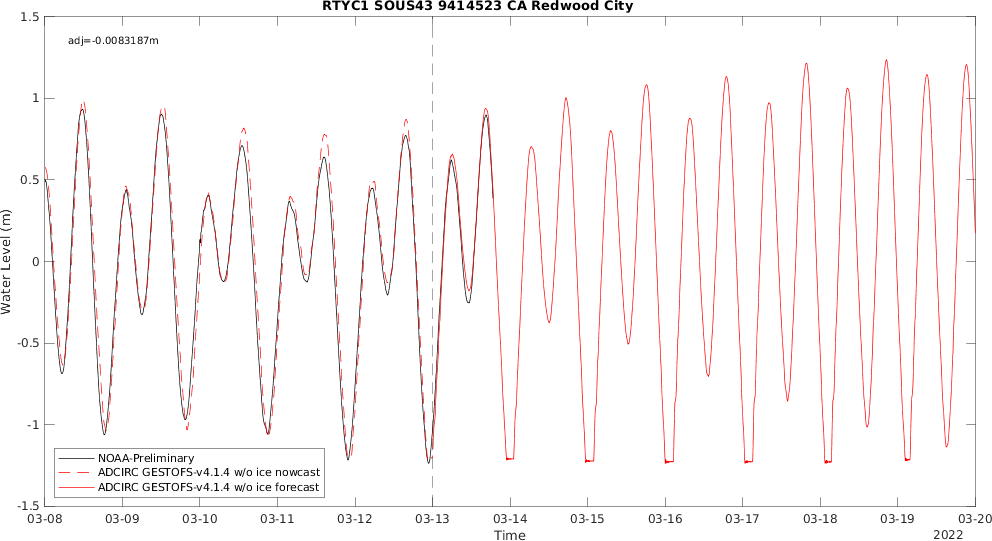 RTYC1 SOUS43 9414523 CA Redwood City
adj=-0.0083187m
1.5
1
0.5
0
-0.5
-1
-1.5
Water Level (m)
NOAA-Preliminary
ADCIRC GESTOFS-v4.1.4 w/o ice nowcast
ADCIRC GESTOFS-v4.1.4 w/o ice forecast
03-08 03-09 03-10 03-11 03-12 03-13 03-14 03-15 03-16 03-17 03-18 03-19 03-20
Time
2022